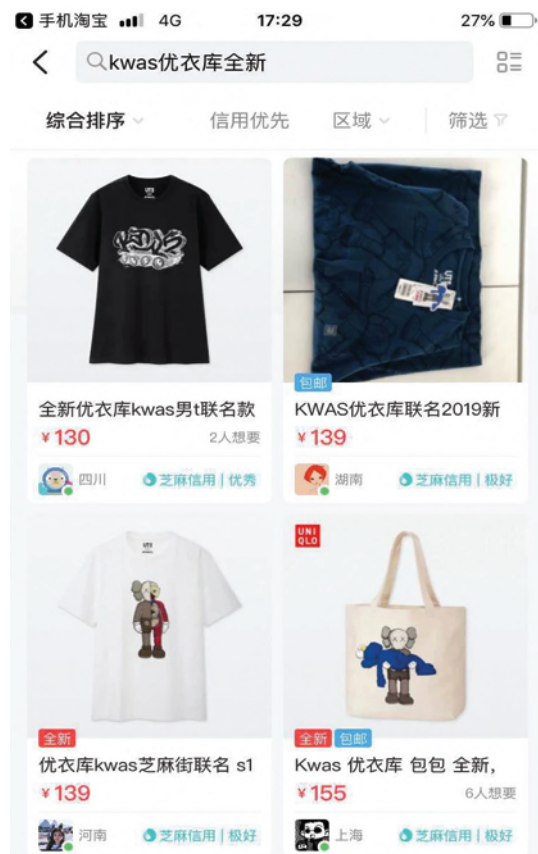 手机淘宝 4G 17:29 27%
kwas优衣库全新
综合排序 信用优先 区域 筛选
包邮
全新优衣库kwas男t联名款
¥130 2人想要
四川 芝麻信用|优秀
KWAS优衣库联名2019新
¥139
湖南 芝麻信用|极好
全新
优衣库kwas芝麻街联名 s1
¥139
河南 芝麻信用|极好
UNI
QLO
全新 包邮
Kwas 优衣库 包包 全新,
¥155 6人想要
上海 芝麻信用|极好